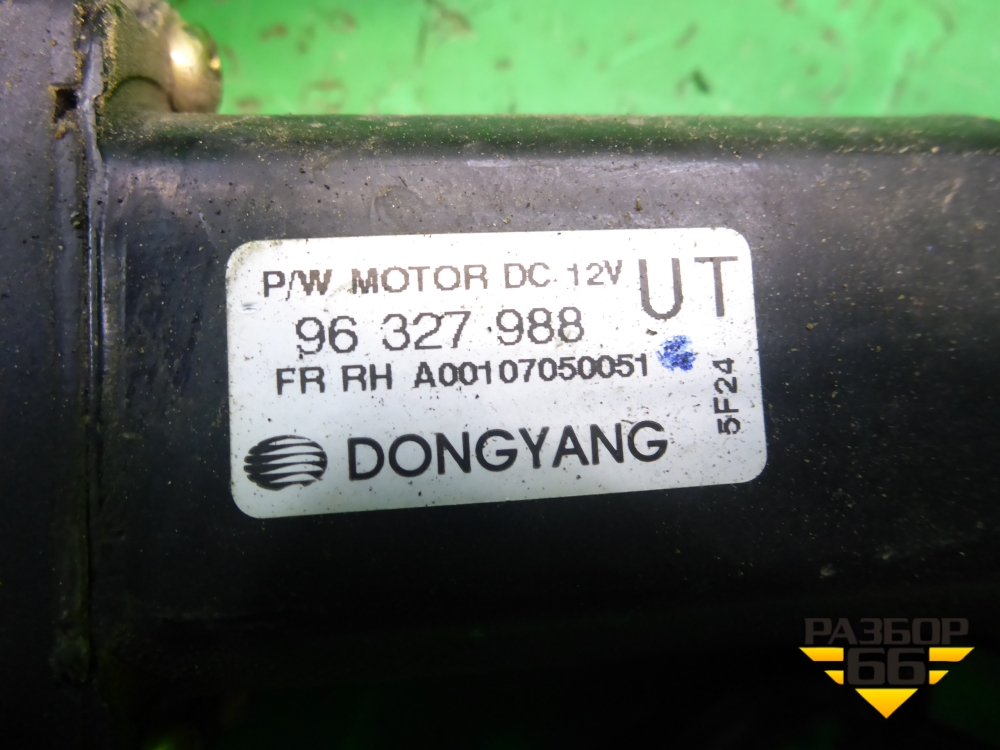 P/W MOTOR DC 12V
UT
96 327 988
FR RH A00107050051
5F24
DONGYANG
РАЗБОР
66